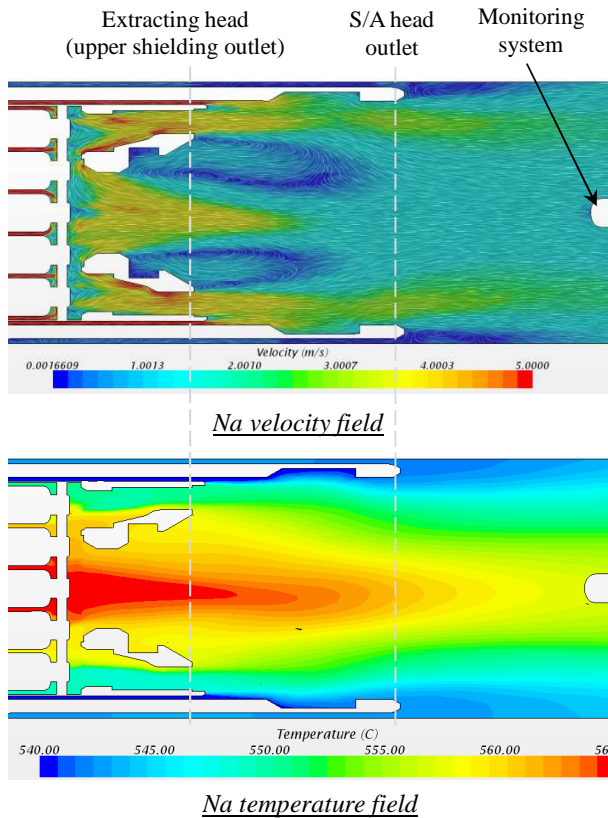 Extracting head
(upper shielding outlet)
S/A head
outlet
Monitoring
system
Velocity (m/s)
0.0016609 1.0013 2.0010 3.0007 4.0003 5.0000
Na velocity field
Temperature (C)
540.00 545.00 550.00 555.00 560.00 56
Na temperature field